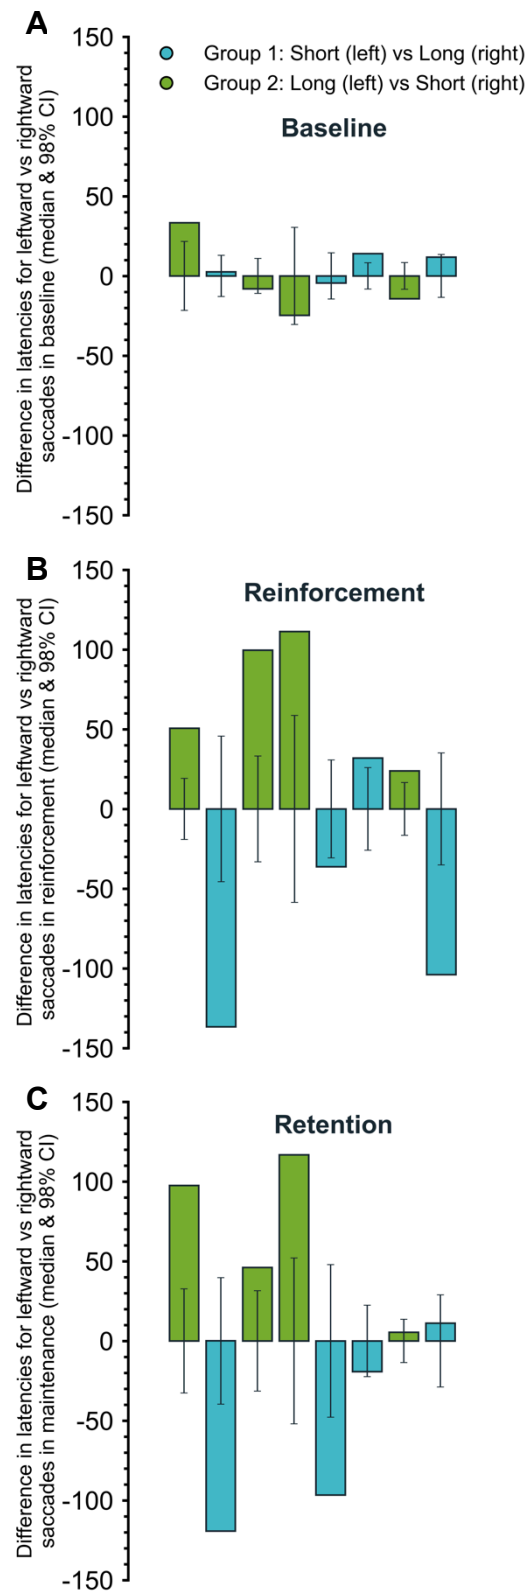 A
Difference in latencies for leftward vs rightward
saccades in baseline (median & 98% CI)
150
100
50
0
-50
-100
-150
Group 1: Short (left) vs Long (right)
Group 2: Long (left) vs Short (right)
Baseline
B
Difference in latencies for leftward vs rightward
saccades in reinforcement (median & 98% CI)
150
100
50
0
-50
-100
-150
Reinforcement
C
Difference in latencies for leftward vs rightward
saccades in maintenance (median & 98% CI)
150
100
50
0
-50
-100
-150
Retention